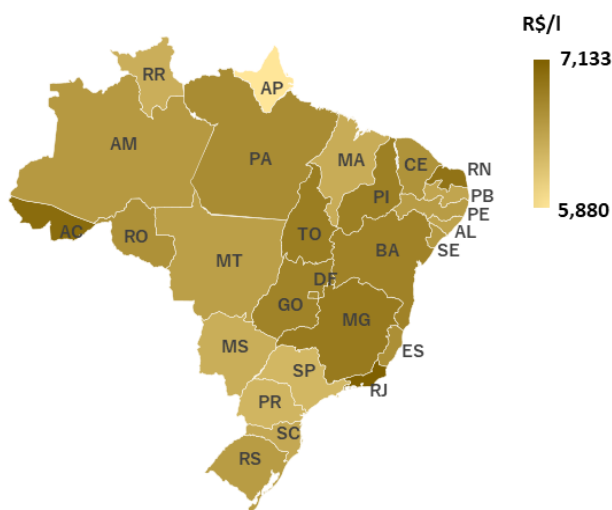 R$/l
7,133
5,880
RR
AP
AM
PA
MA
CE
RN
PB
PI
PE
AL
AC
RO
TO
SE
MT
BA
DF
GO
MG
MS
ES
SP
RJ
PR
SC
RS